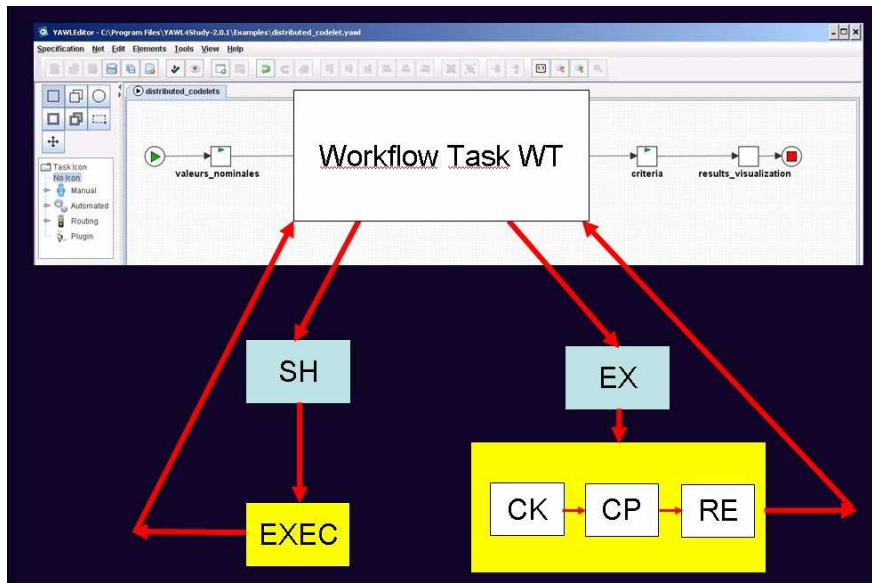 YAWLEditor - C:\Program Files\YAWL4Study-2.0.1\Examples\distributed_codelet.yawl
Specification Net Edit Elements Tools View Help
distributed_codelets
Workflow Task WT
valeurs_nominales
criteria
results_visualization
Task Icon
No Icon
Manual
Automated
Routing
Plugin
SH
EX
EXEC
CK
CP
RE